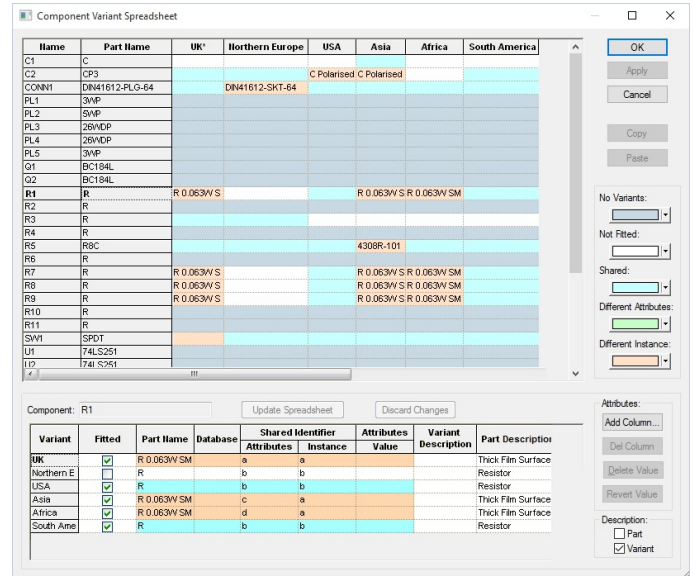 Component Variant Spreadsheet
Name Part Name UK* Northern Europe USA Asia Africa South America
C1 C
C2 CP3 C Polarised C Polarised
CONN1 DIN41612-PLG-64 DIN41612-SKT-64
PL1 3WP
PL2 5WP
PL3 26WDP
PL4 26WDP
PL5 3WP
Q1 BC184L
Q2 BC184L
R1 R R 0.063W S R 0.063W S R 0.063W SM
R2 R
R3 R
R4 R
R5 R8C 4308R-101
R6 R
R7 R R 0.063W S R 0.063W S R 0.063W SM
R8 R R 0.063W S R 0.063W S R 0.063W SM
R9 R R 0.063W S R 0.063W S R 0.063W SM
R10 R
R11 R
SW1 SPDT
U1 74LS251
U2 74LS251
OK
Apply
Cancel
Copy
Paste
No Variants:
Not Fitted:
Shared:
Different Attributes:
Different Instance:
Component: R1 Update Spreadsheet Discard Changes
Variant Fitted Part Name Database Shared Identifier Attributes Variant Description Part Description
Attributes Instance Value
UK R 0.063W SM a a Thick Film Surface
Northern E R b b Resistor
USA R b b Resistor
Asia R 0.063W SM c a Thick Film Surface
Africa R 0.063W SM d a Thick Film Surface
South Ame R b b Resistor
Attributes:
Add Column...
Del Column
Delete Value
Revert Value
Description:
Part
Variant